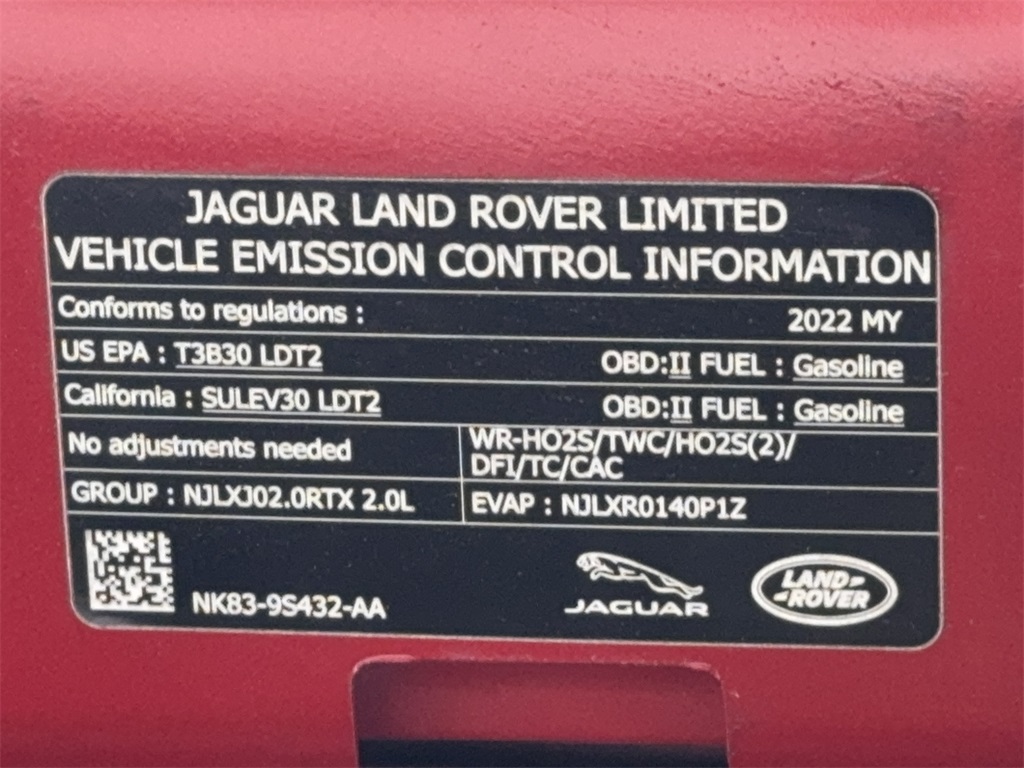 JAGUAR LAND ROVER LIMITED
VEHICLE EMISSION CONTROL INFORMATION
Conforms to regulations : 2022 MY
US EPA : T3B30 LDT2 OBD:II FUEL : Gasoline
California : SULEV30 LDT2 OBD:II FUEL : Gasoline
No adjustments needed
WR-HO2S/TWC/HO2S(2)/
DFI/TC/CAC
GROUP : NJLXJ02.0RTX 2.0L
EVAP : NJLXR0140P1Z
NK83-9S432-AA
JAGUAR
LAND-
-ROVER